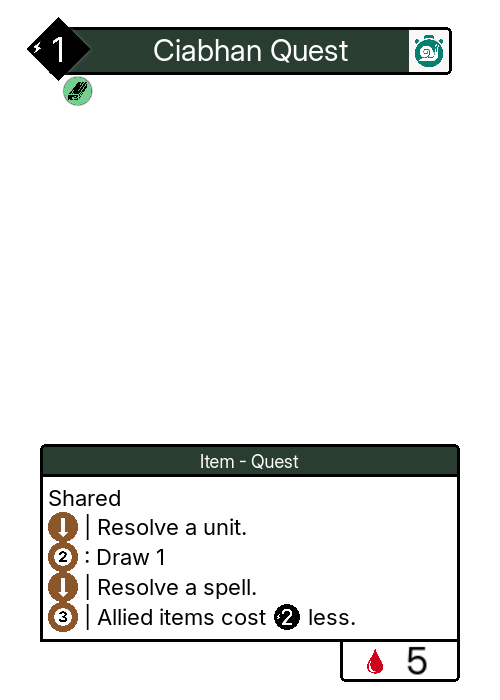 1 Ciabhan Quest
Item - Quest
Shared
| Resolve a unit.
2 : Draw 1
| Resolve a spell.
3 | Allied items cost 2 less.
5